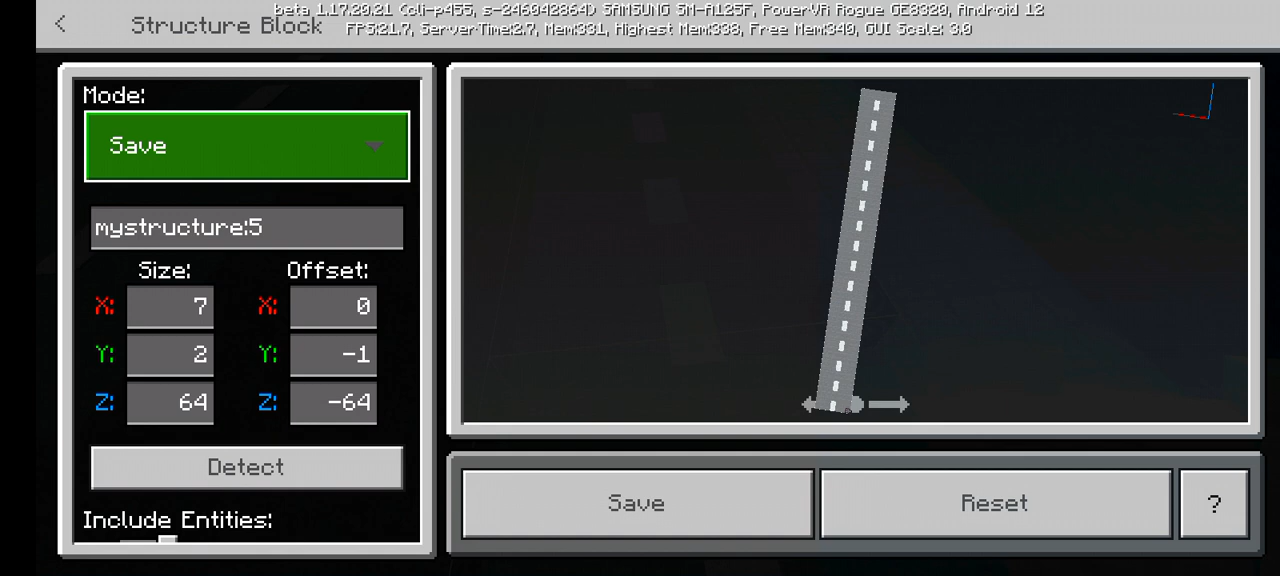 beta 1.17.20.21 (cli-p455, s-246042864) SAMSUNG SM-A125F, PowerVR Rogue GE8320, Android 12
Structure Block
FPS:21.7, ServerTime:2.7, Mem:331, Highest Mem:338, Free Mem:349, GUI Scale: 3.0
Mode:
Save
mystructure:5
Size: Offset:
X: 7 X: 0
Y: 2 Y: -1
Z: 64 Z: -64
Detect
Include Entities:
Save Reset ?